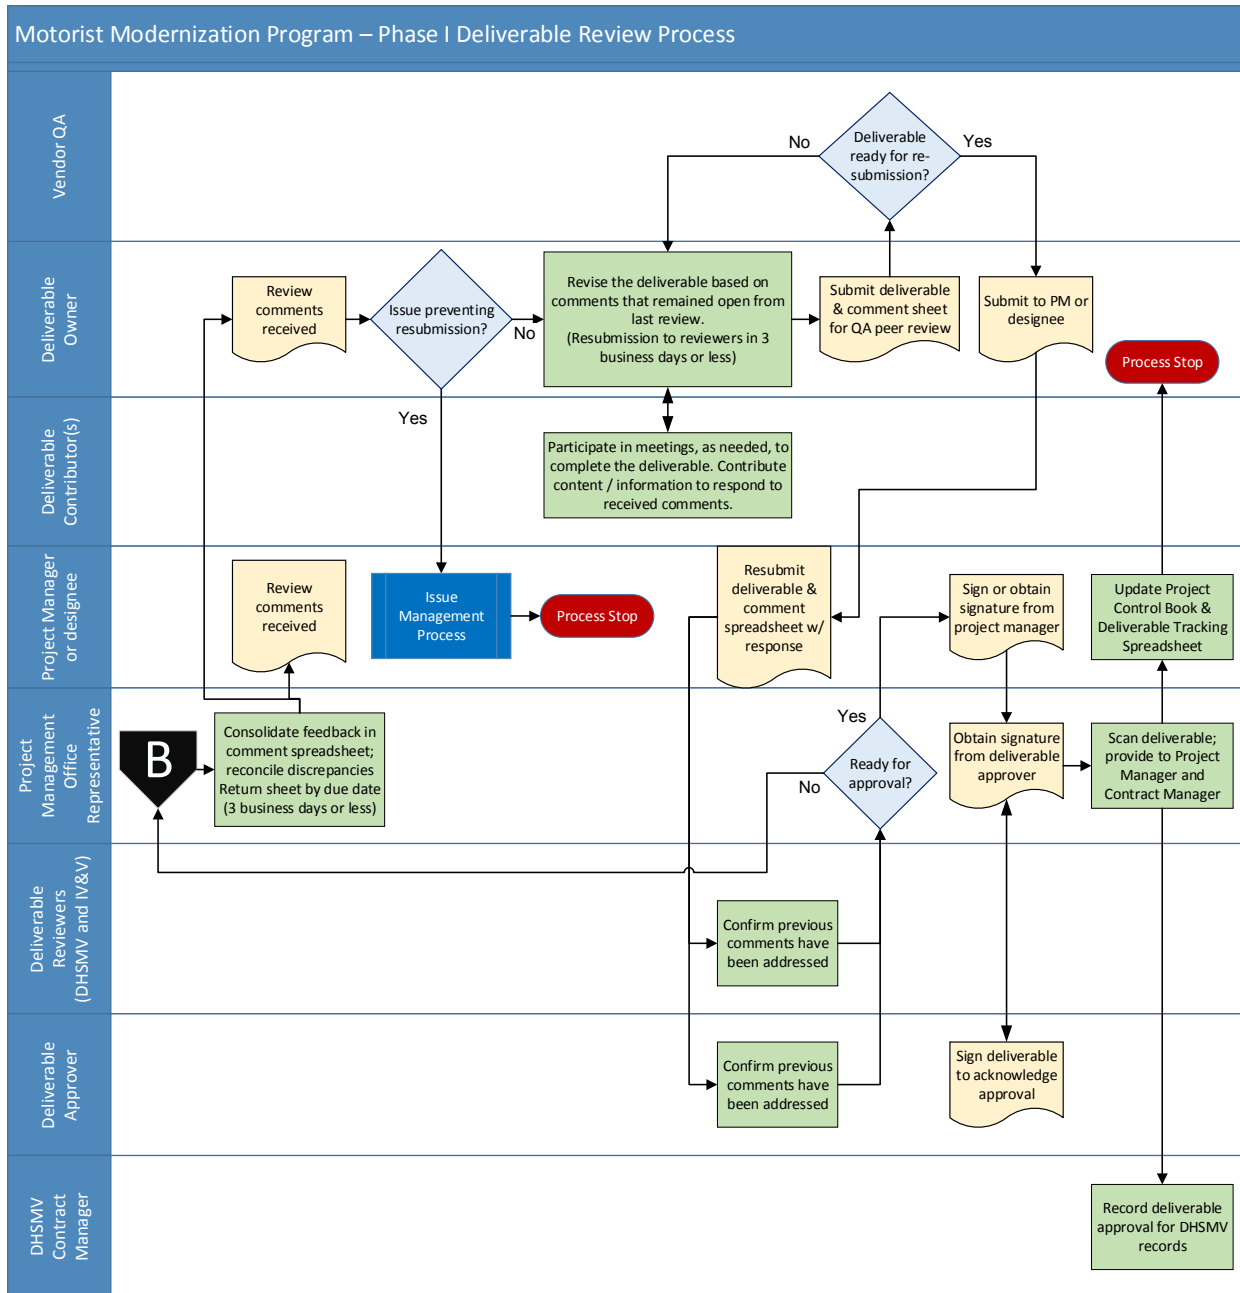 Motorist Modernization Program – Phase I Deliverable Review Process
Vendor QA
No
Deliverable
ready for re-
submission?
Yes
Deliverable
Owner
Review
comments
received
Issue preventing
resubmission?
No
Yes
Revise the deliverable based on
comments that remained open from
last review.
(Resubmission to reviewers in 3
business days or less)
Submit deliverable
& comment sheet
for QA peer review
Submit to PM or
designee
Process Stop
Deliverable
Contributor(s)
Participate in meetings, as needed, to
complete the deliverable. Contribute
content / information to respond to
received comments.
Project Manager
or designee
Review
comments
received
Issue
Management
Process
Process Stop
Resubmit
deliverable &
comment
spreadsheet w/
response
Sign or obtain
signature from
project manager
Update Project
Control Book &
Deliverable Tracking
Spreadsheet
Project
Management
Office
Representative
B
Consolidate feedback in
comment spreadsheet;
reconcile discrepancies
Return sheet by due date
(3 business days or less)
Yes
No
Ready for
approval?
Obtain signature
from deliverable
approver
Scan deliverable;
provide to Project
Manager and
Contract Manager
Deliverable
Reviewers
(DHSMV and IV&V)
Confirm previous
comments have
been addressed
Deliverable
Approver
Confirm previous
comments have
been addressed
Sign deliverable
to acknowledge
approval
DHSMV
Contract
Manager
Record deliverable
approval for DHSMV
records